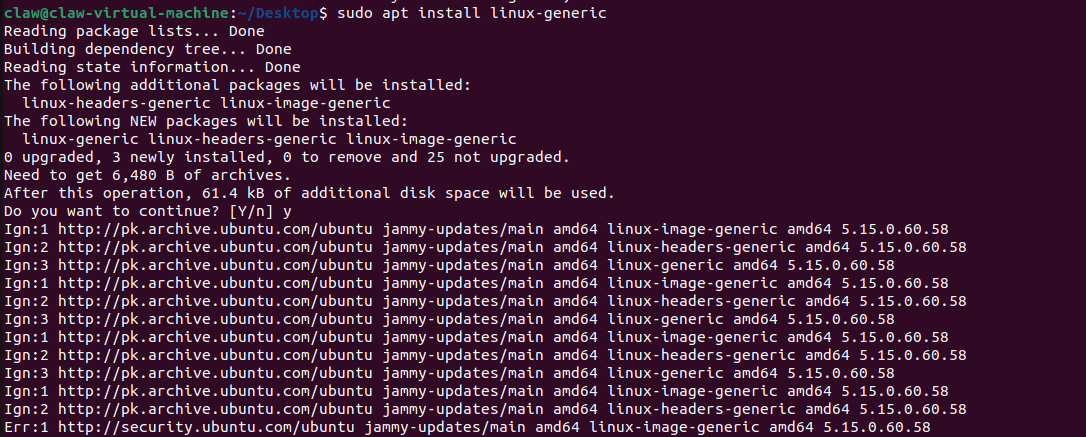 claw@claw-virtual-machine:~/Desktop$ sudo apt install linux-generic
Reading package lists... Done
Building dependency tree... Done
Reading state information... Done
The following additional packages will be installed:
  linux-headers-generic linux-image-generic
The following NEW packages will be installed:
  linux-generic linux-headers-generic linux-image-generic
0 upgraded, 3 newly installed, 0 to remove and 25 not upgraded.
Need to get 6,480 B of archives.
After this operation, 61.4 kB of additional disk space will be used.
Do you want to continue? [Y/n] y
Ign:1 http://pk.archive.ubuntu.com/ubuntu jammy-updates/main amd64 linux-image-generic amd64 5.15.0.60.58
Ign:2 http://pk.archive.ubuntu.com/ubuntu jammy-updates/main amd64 linux-headers-generic amd64 5.15.0.60.58
Ign:3 http://pk.archive.ubuntu.com/ubuntu jammy-updates/main amd64 linux-generic amd64 5.15.0.60.58
Ign:1 http://pk.archive.ubuntu.com/ubuntu jammy-updates/main amd64 linux-image-generic amd64 5.15.0.60.58
Ign:2 http://pk.archive.ubuntu.com/ubuntu jammy-updates/main amd64 linux-headers-generic amd64 5.15.0.60.58
Ign:3 http://pk.archive.ubuntu.com/ubuntu jammy-updates/main amd64 linux-generic amd64 5.15.0.60.58
Ign:1 http://pk.archive.ubuntu.com/ubuntu jammy-updates/main amd64 linux-image-generic amd64 5.15.0.60.58
Ign:2 http://pk.archive.ubuntu.com/ubuntu jammy-updates/main amd64 linux-headers-generic amd64 5.15.0.60.58
Ign:3 http://pk.archive.ubuntu.com/ubuntu jammy-updates/main amd64 linux-generic amd64 5.15.0.60.58
Ign:1 http://pk.archive.ubuntu.com/ubuntu jammy-updates/main amd64 linux-image-generic amd64 5.15.0.60.58
Ign:2 http://pk.archive.ubuntu.com/ubuntu jammy-updates/main amd64 linux-headers-generic amd64 5.15.0.60.58
Err:1 http://security.ubuntu.com/ubuntu jammy-updates/main amd64 linux-image-generic amd64 5.15.0.60.58